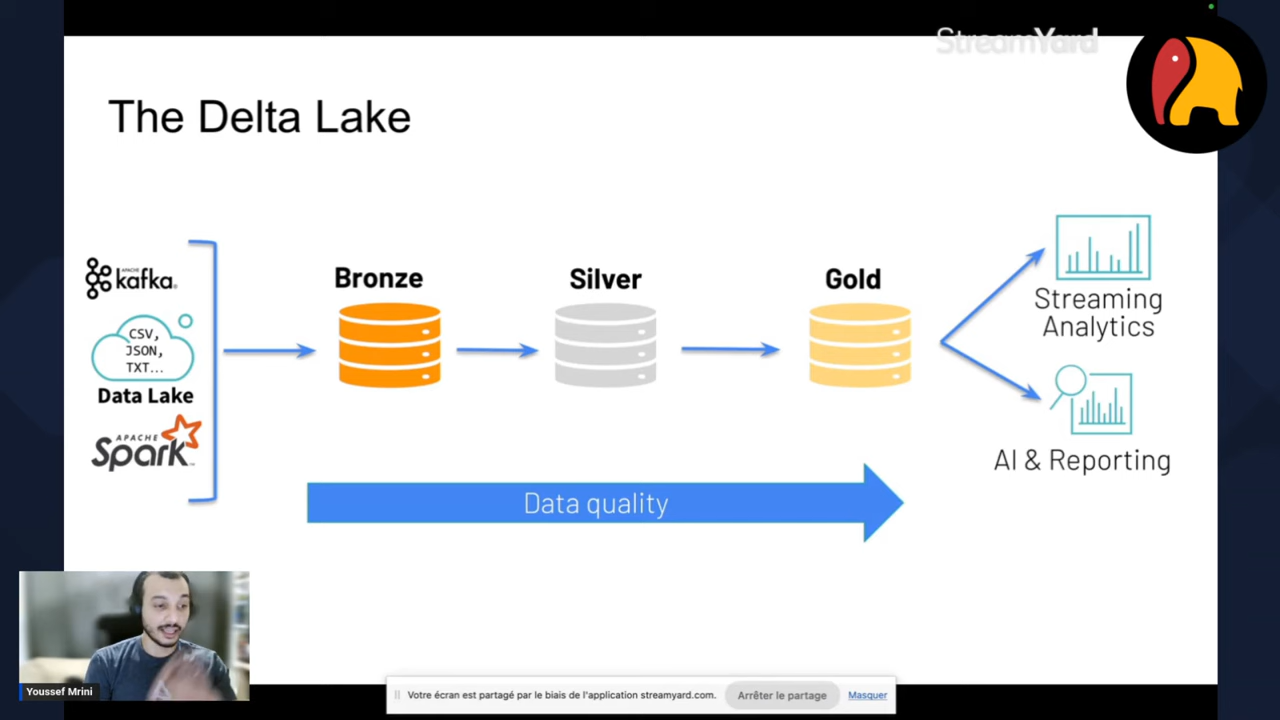 StreamYard
The Delta Lake
APACHE
kafka
CSV,
JSON,
TXT...
Data Lake
APACHE
Spark
Bronze
Silver
Gold
Streaming
Analytics
AI & Reporting
Data quality
Youssef Mrini
Votre écran est partagé par le biais de l'application streamyard.com.
Arrêter le partage
Masquer